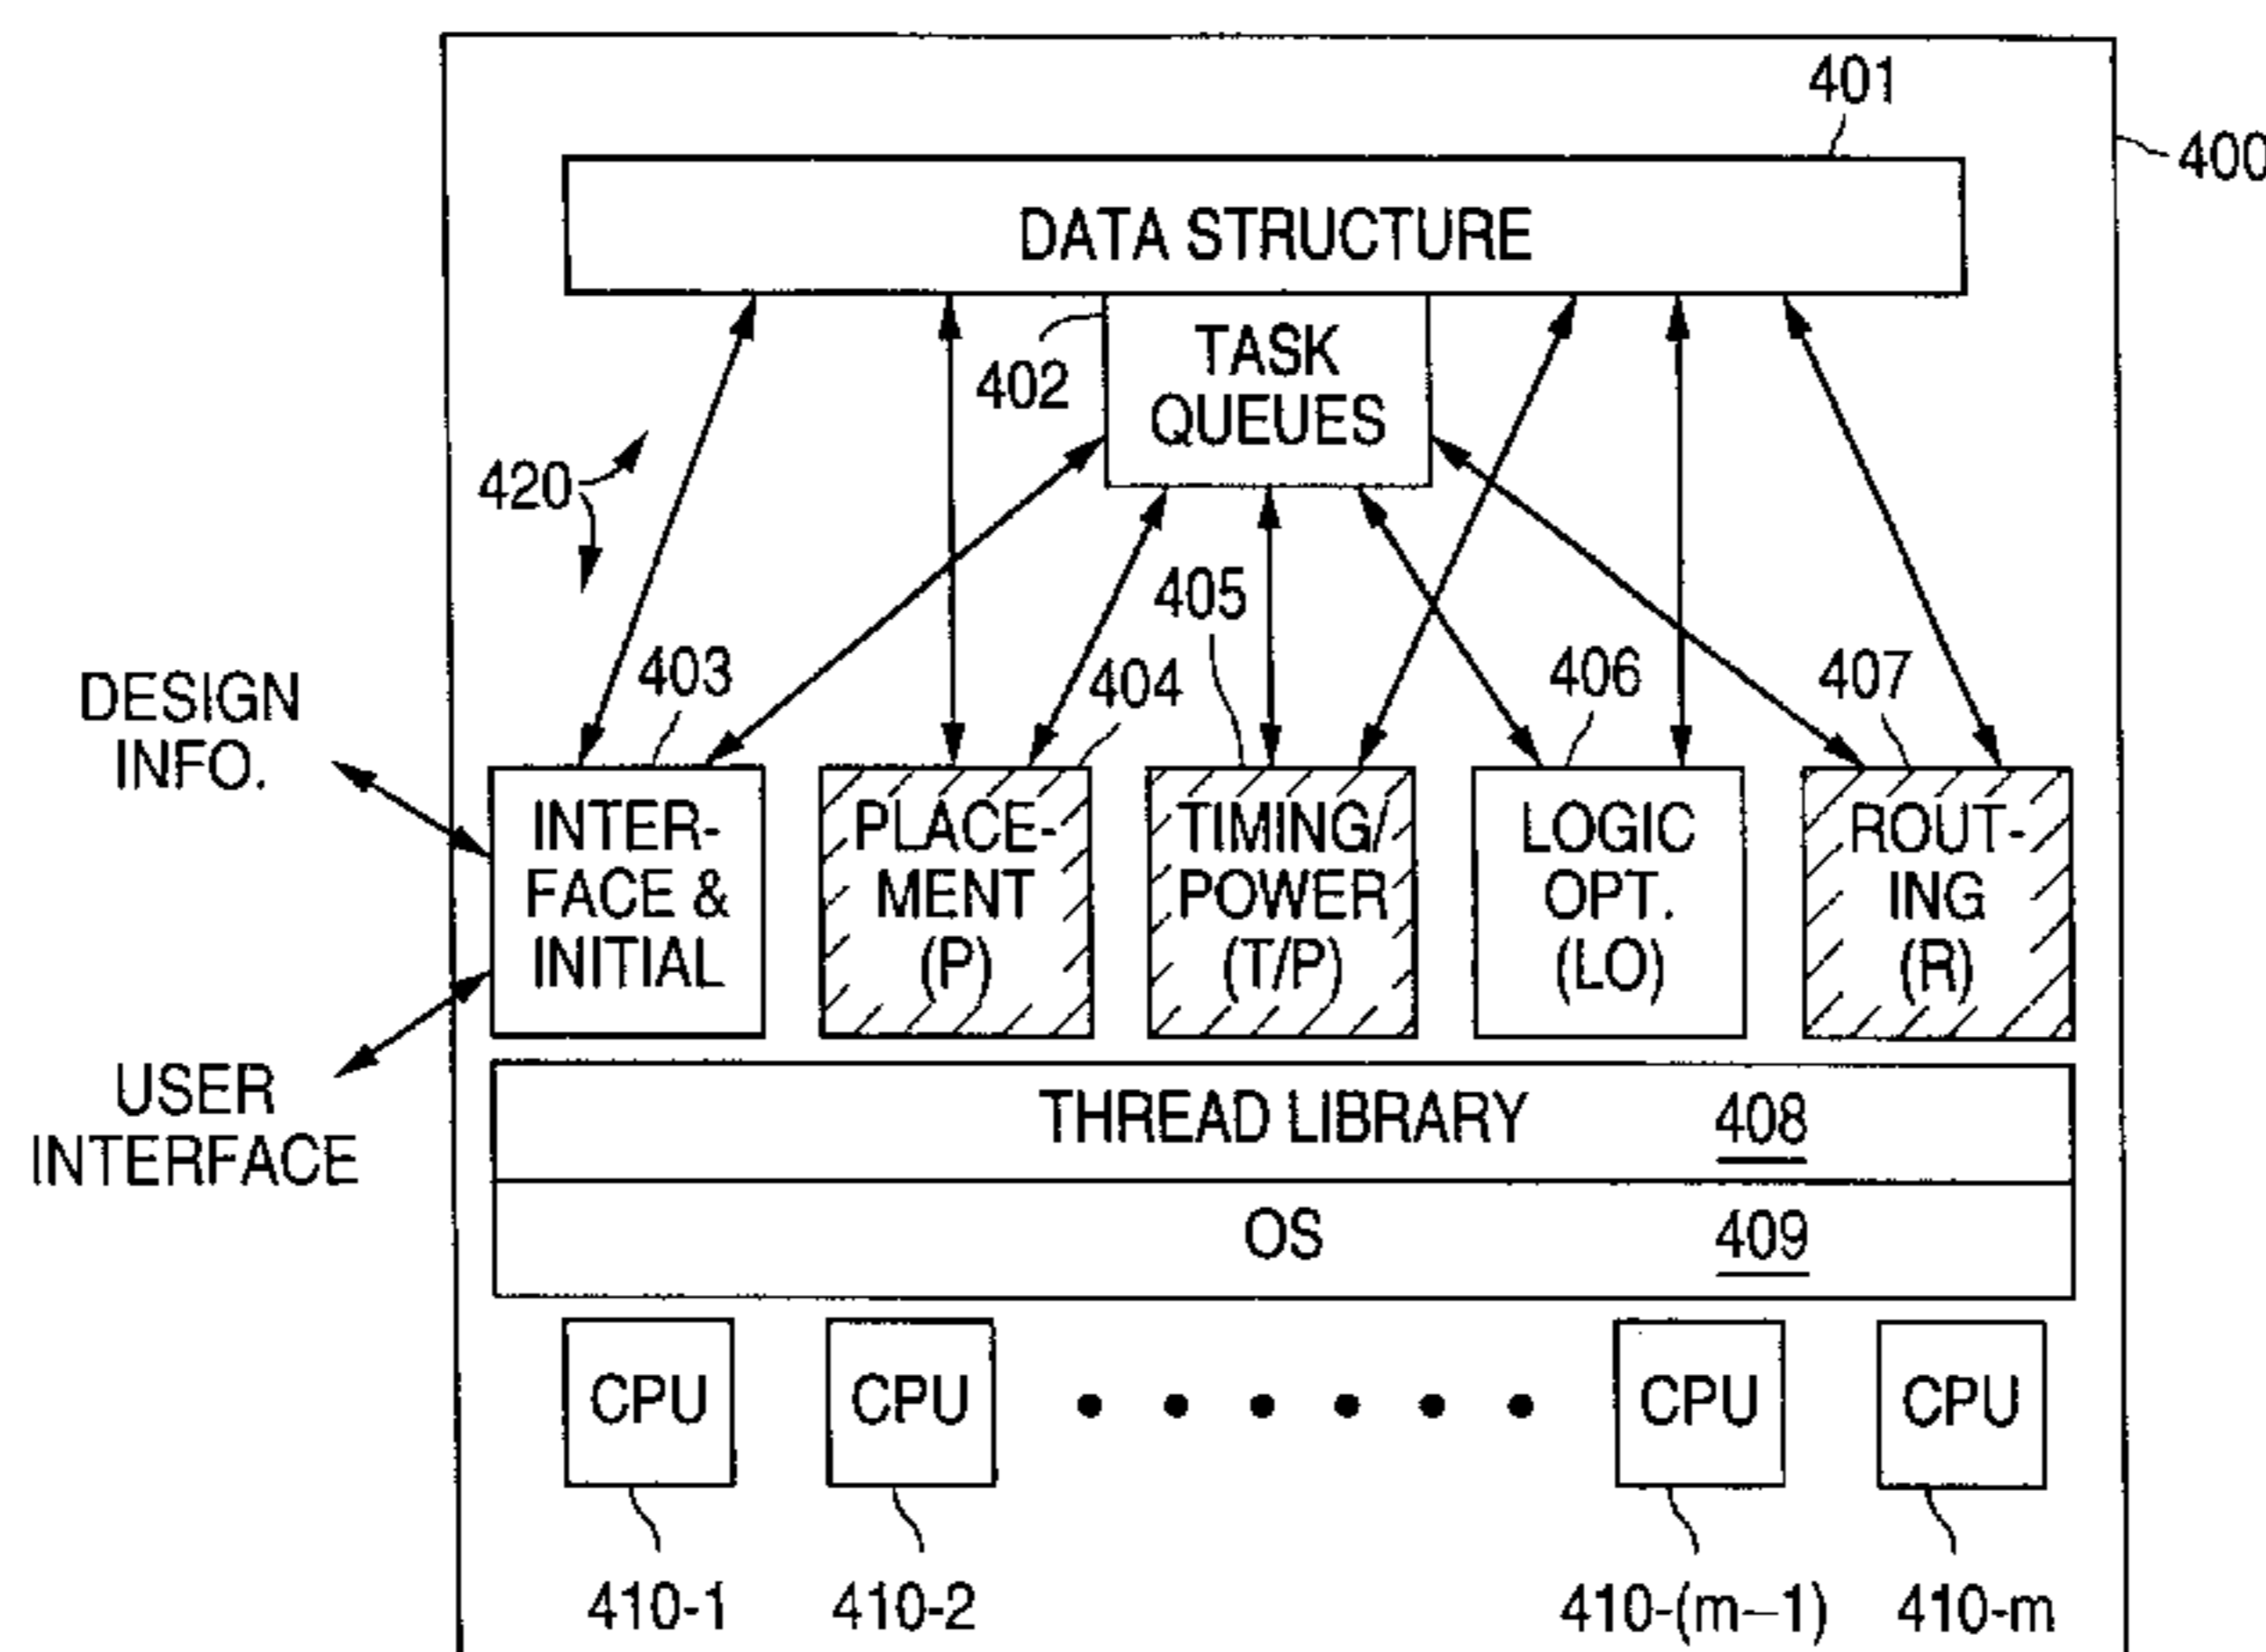 401
400
DATA STRUCTURE
402
TASK
QUEUES
420
405
403
404
406
407
DESIGN
INFO.
INTER-
FACE &
INITIAL
PLACE-
MENT
(P)
TIMING/
POWER
(T/P)
LOGIC
OPT.
(LO)
ROUT-
ING
(R)
USER
INTERFACE
THREAD LIBRARY 408
OS 409
CPU
CPU
CPU
CPU
410-1
410-2
410-(m–1)
410-m